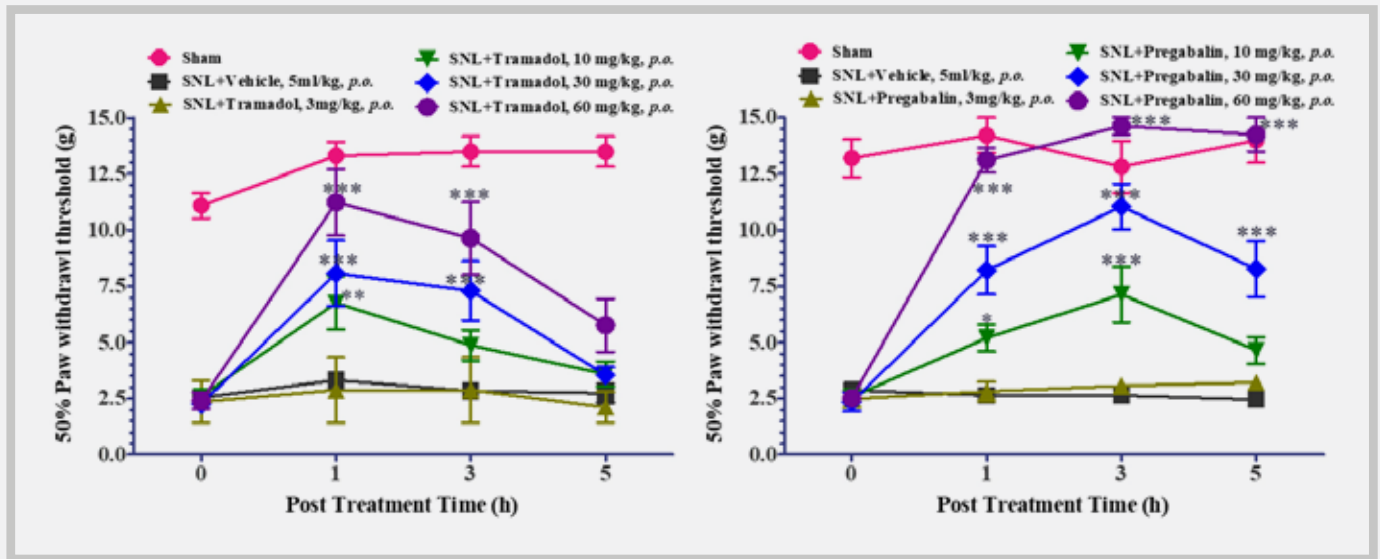 Sham
SNL+Vehicle, 5ml/kg, p.o.
SNL+Tramadol, 3mg/kg, p.o.
SNL+Tramadol, 10 mg/kg, p.o.
SNL+Tramadol, 30 mg/kg, p.o.
SNL+Tramadol, 60 mg/kg, p.o.
50% Paw withdrawl threshold (g)
15.0
12.5
10.0
7.5
5.0
2.5
0.0
***
***
***
***
**
0
1
3
5
Post Treatment Time (h)
Sham
SNL+Vehicle, 5ml/kg, p.o.
SNL+Pregabalin, 3mg/kg, p.o.
SNL+Pregabalin, 10 mg/kg, p.o.
SNL+Pregabalin, 30 mg/kg, p.o.
SNL+Pregabalin, 60 mg/kg, p.o.
50% Paw withdrawl threshold (g)
15.0
12.5
10.0
7.5
5.0
2.5
0.0
***
***
***
***
***
***
***
*
0
1
3
5
Post Treatment Time (h)